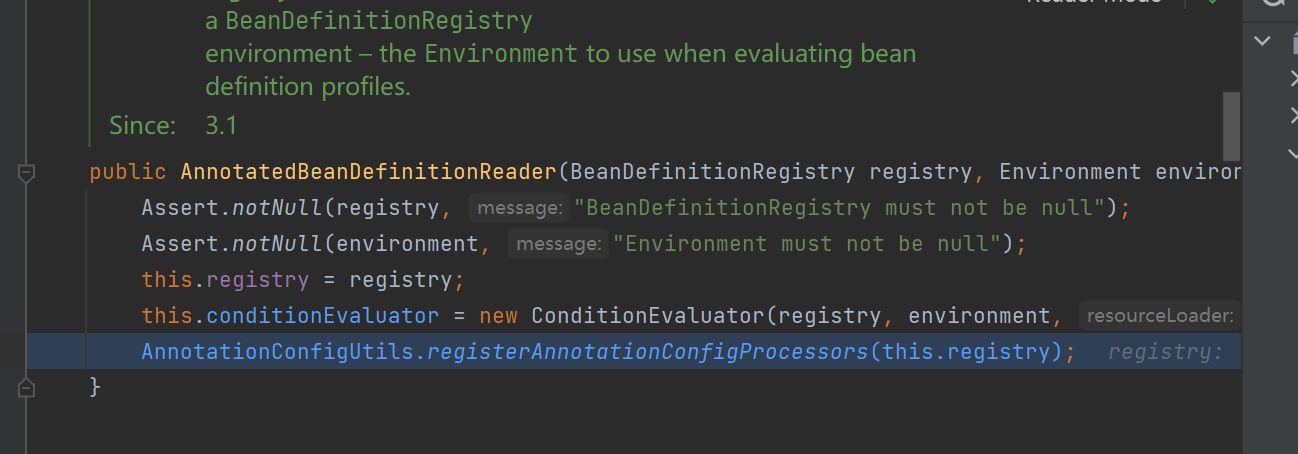 a BeanDefinitionRegistry
environment – the Environment to use when evaluating bean
definition profiles.
Since: 3.1
public AnnotatedBeanDefinitionReader(BeanDefinitionRegistry registry, Environment environ
Assert.notNull(registry, message: "BeanDefinitionRegistry must not be null");
Assert.notNull(environment, message: "Environment must not be null");
this.registry = registry;
this.conditionEvaluator = new ConditionEvaluator(registry, environment, resourceLoader:
AnnotationConfigUtils.registerAnnotationConfigProcessors(this.registry); registry:
}